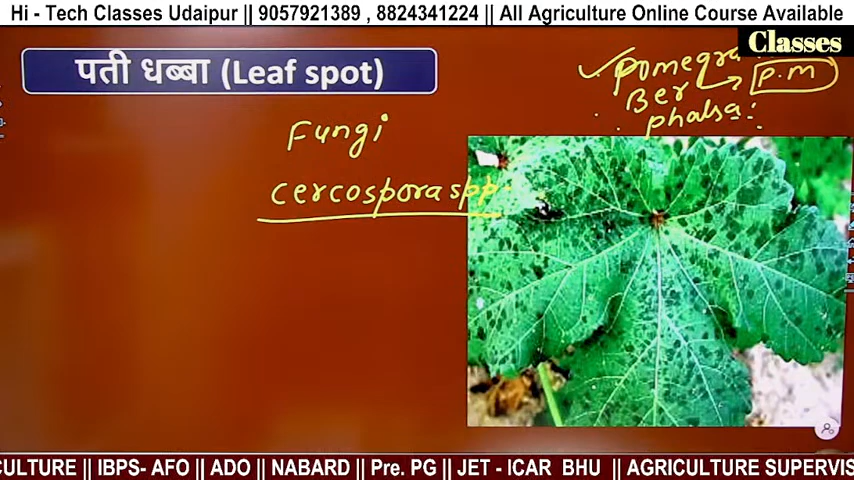 Hi - Tech Classes Udaipur || 9057921389 , 8824341224 || All Agriculture Online Course Available
Classes
पती धब्बा (Leaf spot)
Pomegra
P.M
Ber
phalsa
Fungi
cercospora spp.
CULTURE || IBPS- AFO || ADO || NABARD || Pre. PG || JET - ICAR BHU || AGRICULTURE SUPERVIS